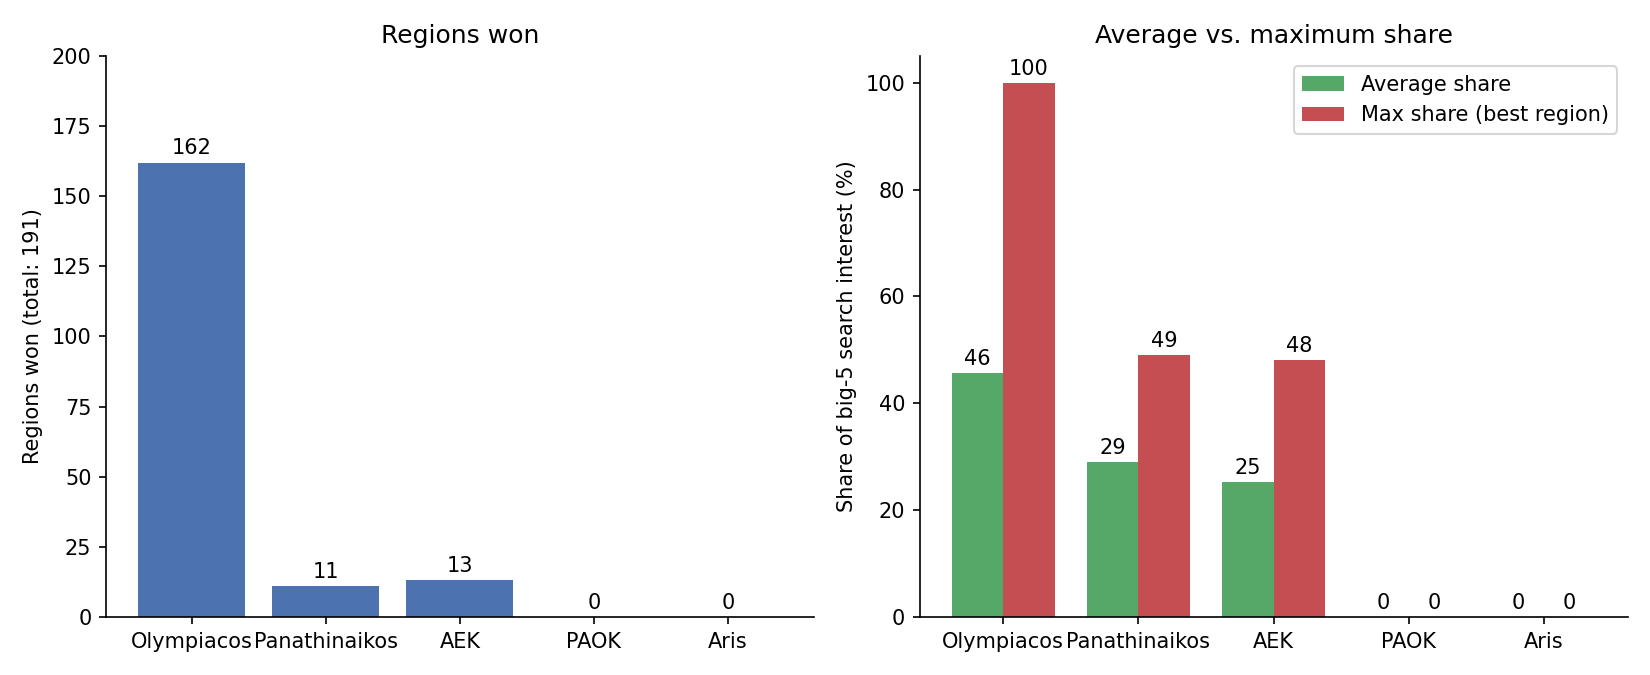 Regions won
Regions won (total: 191)
200
175
150
125
100
75
50
25
0
162
11
13
0
0
Olympiacos
Panathinaikos
AEK
PAOK
Aris
Average vs. maximum share
Share of big-5 search interest (%)
100
80
60
40
20
0
Average share
Max share (best region)
46
100
29
49
25
48
0
0
0
0
Olympiacos
Panathinaikos
AEK
PAOK
Aris